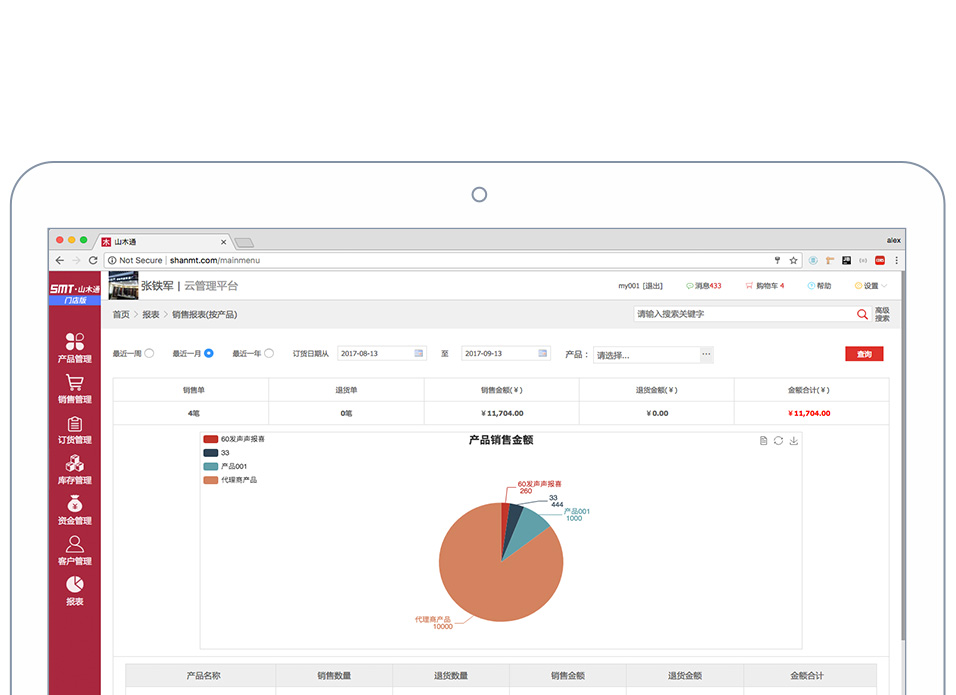 山木通
alex
Not Secure | shanmt.com/mainmenu
SMT·山木通
门店版
张铁军 | 云管理平台
my001 [退出] 消息433 购物车 4 帮助 设置
首页 > 报表 > 销售报表(按产品)
请输入搜索关键字
高级
搜索
产品管理
销售管理
订货管理
库存管理
资金管理
客户管理
报表
最近一周 最近一月 最近一年 订货日期从 2017-08-13 至 2017-09-13 产品： 请选择... ... 查询
销售单 退货单 销售金额(￥) 退货金额(￥) 金额合计(￥)
4笔 0笔 ￥11,704.00 ￥0.00 ￥11,704.00
产品销售金额
60发声声报喜
33
产品001
代理商产品
60发声声报喜
260
33
444
产品001
1000
代理商产品
10000
产品名称 销售数量 退货数量 销售金额 退货金额 金额合计